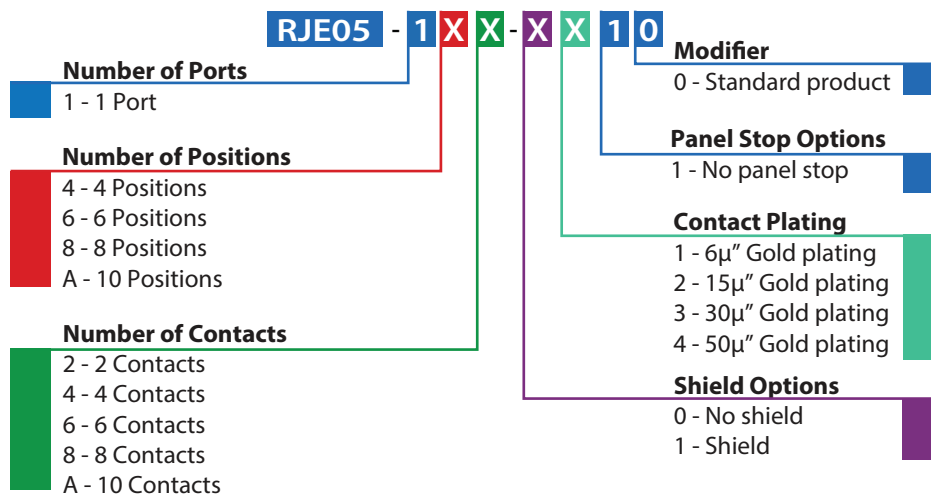 RJE05 - 1 X X - X X 1 0
Number of Ports
1 - 1 Port
Number of Positions
4 - 4 Positions
6 - 6 Positions
8 - 8 Positions
A - 10 Positions
Number of Contacts
2 - 2 Contacts
4 - 4 Contacts
6 - 6 Contacts
8 - 8 Contacts
A - 10 Contacts
Modifier
0 - Standard product
Panel Stop Options
1 - No panel stop
Contact Plating
1 - 6µ” Gold plating
2 - 15µ” Gold plating
3 - 30µ” Gold plating
4 - 50µ” Gold plating
Shield Options
0 - No shield
1 - Shield